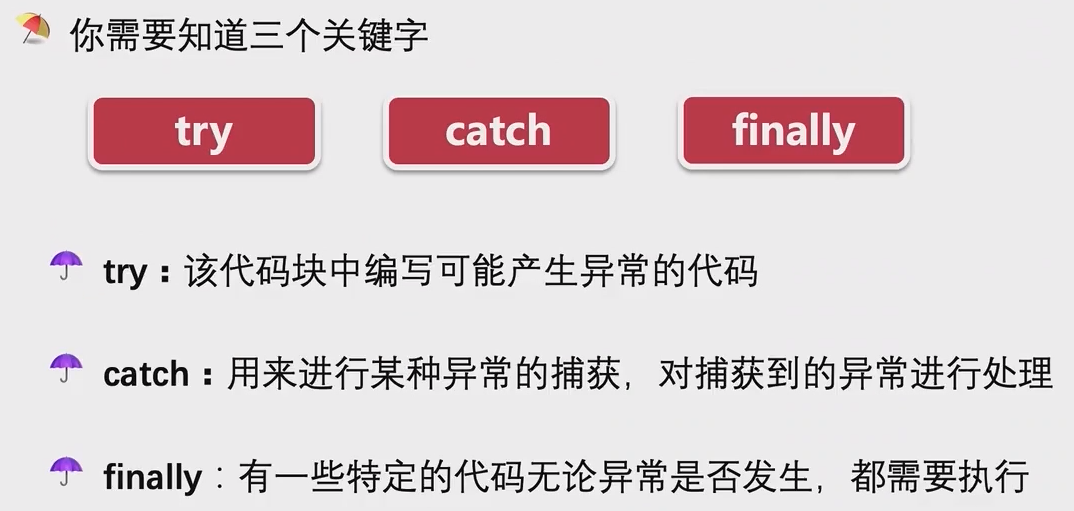 你需要知道三个关键字
try catch finally
try：该代码块中编写可能产生异常的代码
catch：用来进行某种异常的捕获，对捕获到的异常进行处理
finally：有一些特定的代码无论异常是否发生，都需要执行